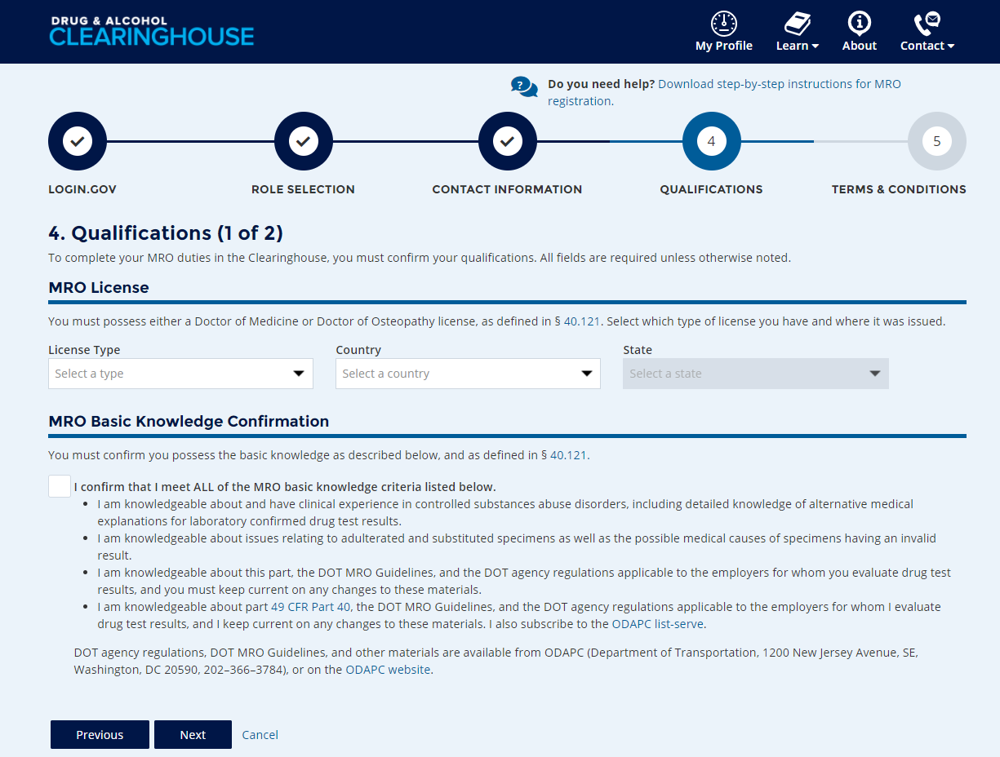 DRUG & ALCOHOL
CLEARINGHOUSE
My Profile
Learn
About
Contact
Do you need help? Download step-by-step instructions for MRO
registration.
4
5
LOGIN.GOV
ROLE SELECTION
CONTACT INFORMATION
QUALIFICATIONS
TERMS & CONDITIONS
4. Qualifications (1 of 2)
To complete your MRO duties in the Clearinghouse, you must confirm your qualifications. All fields are required unless otherwise noted.
MRO License
You must possess either a Doctor of Medicine or Doctor of Osteopathy license, as defined in § 40.121. Select which type of license you have and where it was issued.
License Type
Country
State
Select a type
Select a country
Select a state
MRO Basic Knowledge Confirmation
You must confirm you possess the basic knowledge as described below, and as defined in § 40.121.
I confirm that I meet ALL of the MRO basic knowledge criteria listed below.
• I am knowledgeable about and have clinical experience in controlled substances abuse disorders, including detailed knowledge of alternative medical
explanations for laboratory confirmed drug test results.
• I am knowledgeable about issues relating to adulterated and substituted specimens as well as the possible medical causes of specimens having an invalid
result.
• I am knowledgeable about this part, the DOT MRO Guidelines, and the DOT agency regulations applicable to the employers for whom you evaluate drug test
results, and you must keep current on any changes to these materials.
• I am knowledgeable about part 49 CFR Part 40, the DOT MRO Guidelines, and the DOT agency regulations applicable to the employers for whom I evaluate
drug test results, and I keep current on any changes to these materials. I also subscribe to the ODAPC list-serve.
DOT agency regulations, DOT MRO Guidelines, and other materials are available from ODAPC (Department of Transportation, 1200 New Jersey Avenue, SE,
Washington, DC 20590, 202–366–3784), or on the ODAPC website.
Previous
Next
Cancel